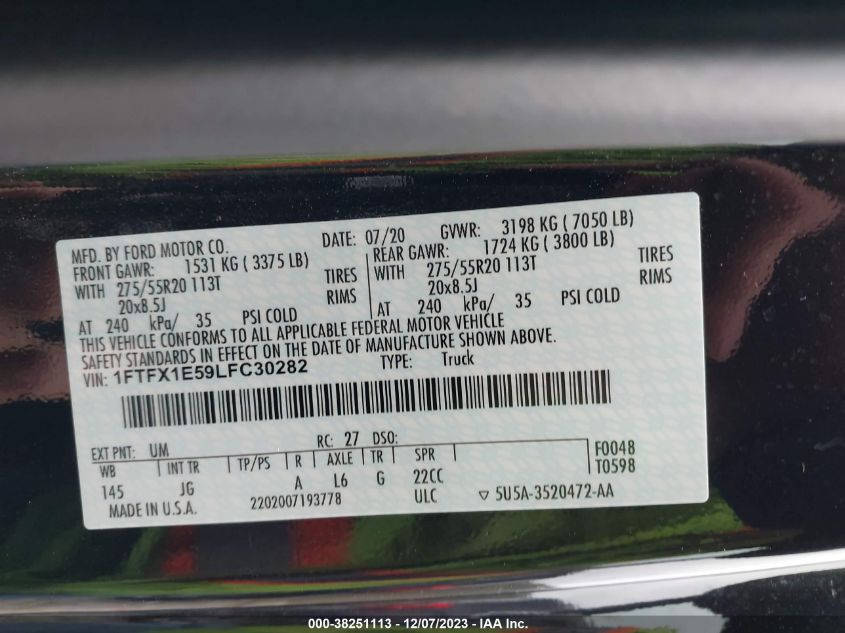 MFD. BY FORD MOTOR CO. DATE: 07/20 GVWR: 3198 KG ( 7050 LB)
FRONT GAWR: 1531 KG ( 3375 LB) REAR GAWR: 1724 KG ( 3800 LB)
WITH 275/55R20 113T TIRES WITH 275/55R20 113T TIRES
20x8.5J RIMS 20x8.5J RIMS
AT 240 kPa/ 35 PSI COLD AT 240 kPa/ 35 PSI COLD
THIS VEHICLE CONFORMS TO ALL APPLICABLE FEDERAL MOTOR VEHICLE
SAFETY STANDARDS IN EFFECT ON THE DATE OF MANUFACTURE SHOWN ABOVE.
VIN: 1FTFX1E59LFC30282 TYPE: Truck
EXT PNT: UM RC: 27 DSO: F0048
WB INT TR TP/PS R AXLE TR SPR T0598
145 JG A L6 G 22CC
MADE IN U.S.A. 2202007193778 ULC ▽ 5U5A-3520472-AA
000-38251113 - 12/07/2023 - IAA Inc.